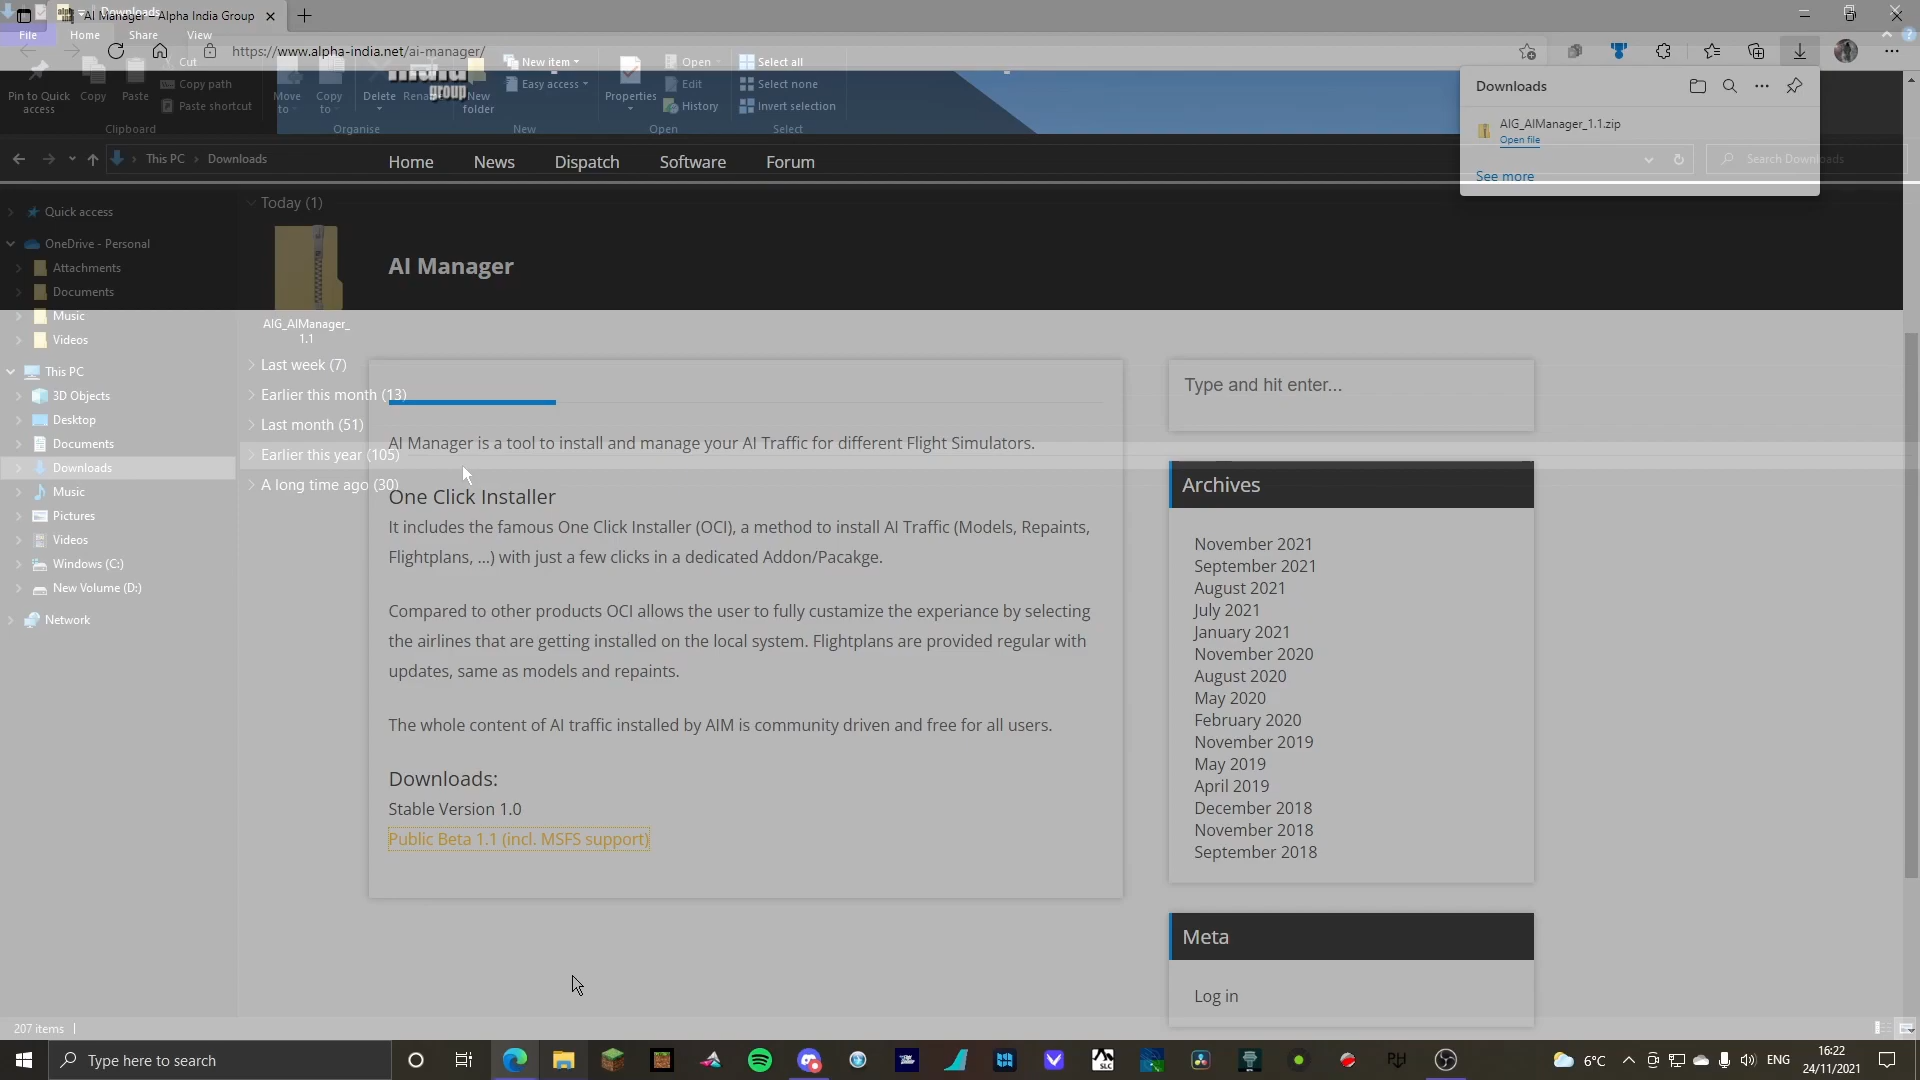 AI Manager – Alpha India Group
Downloads
File
Home
Share
View
https://www.alpha-india.net/ai-manager/
Pin to Quick access
Copy
Paste
Cut
Copy path
Paste shortcut
Move to
Copy to
Delete
New folder
New item
Easy access
Properties
Open
Edit
History
Select all
Select none
Invert selection
Clipboard
Organise
New
Open
Select
group
Downloads
AIG_AIManager_1.1.zip
Open file
See more
This PC
Downloads
Search Downloads
Home
News
Dispatch
Software
Forum
Quick access
OneDrive - Personal
Attachments
Documents
Music
Videos
This PC
3D Objects
Desktop
Documents
Downloads
Music
Pictures
Videos
Windows (C:)
New Volume (D:)
Network
Today (1)
AIG_AIManager_
1.1
Last week (7)
Earlier this month (13)
Last month (51)
Earlier this year (105)
A long time ago (30)
AI Manager
AI Manager is a tool to install and manage your AI Traffic for different Flight Simulators.
One Click Installer
It includes the famous One Click Installer (OCI), a method to install AI Traffic (Models, Repaints,
Flightplans, ...) with just a few clicks in a dedicated Addon/Pacakge.
Compared to other products OCI allows the user to fully custamize the experiance by selecting
the airlines that are getting installed on the local system. Flightplans are provided regular with
updates, same as models and repaints.
The whole content of AI traffic installed by AIM is community driven and free for all users.
Downloads:
Stable Version 1.0
Public Beta 1.1 (incl. MSFS support)
Type and hit enter...
Archives
November 2021
September 2021
August 2021
July 2021
January 2021
November 2020
August 2020
May 2020
February 2020
November 2019
May 2019
April 2019
December 2018
November 2018
September 2018
Meta
Log in
207 items
Type here to search
SLC
PH
6°C
ENG
16:22
24/11/2021